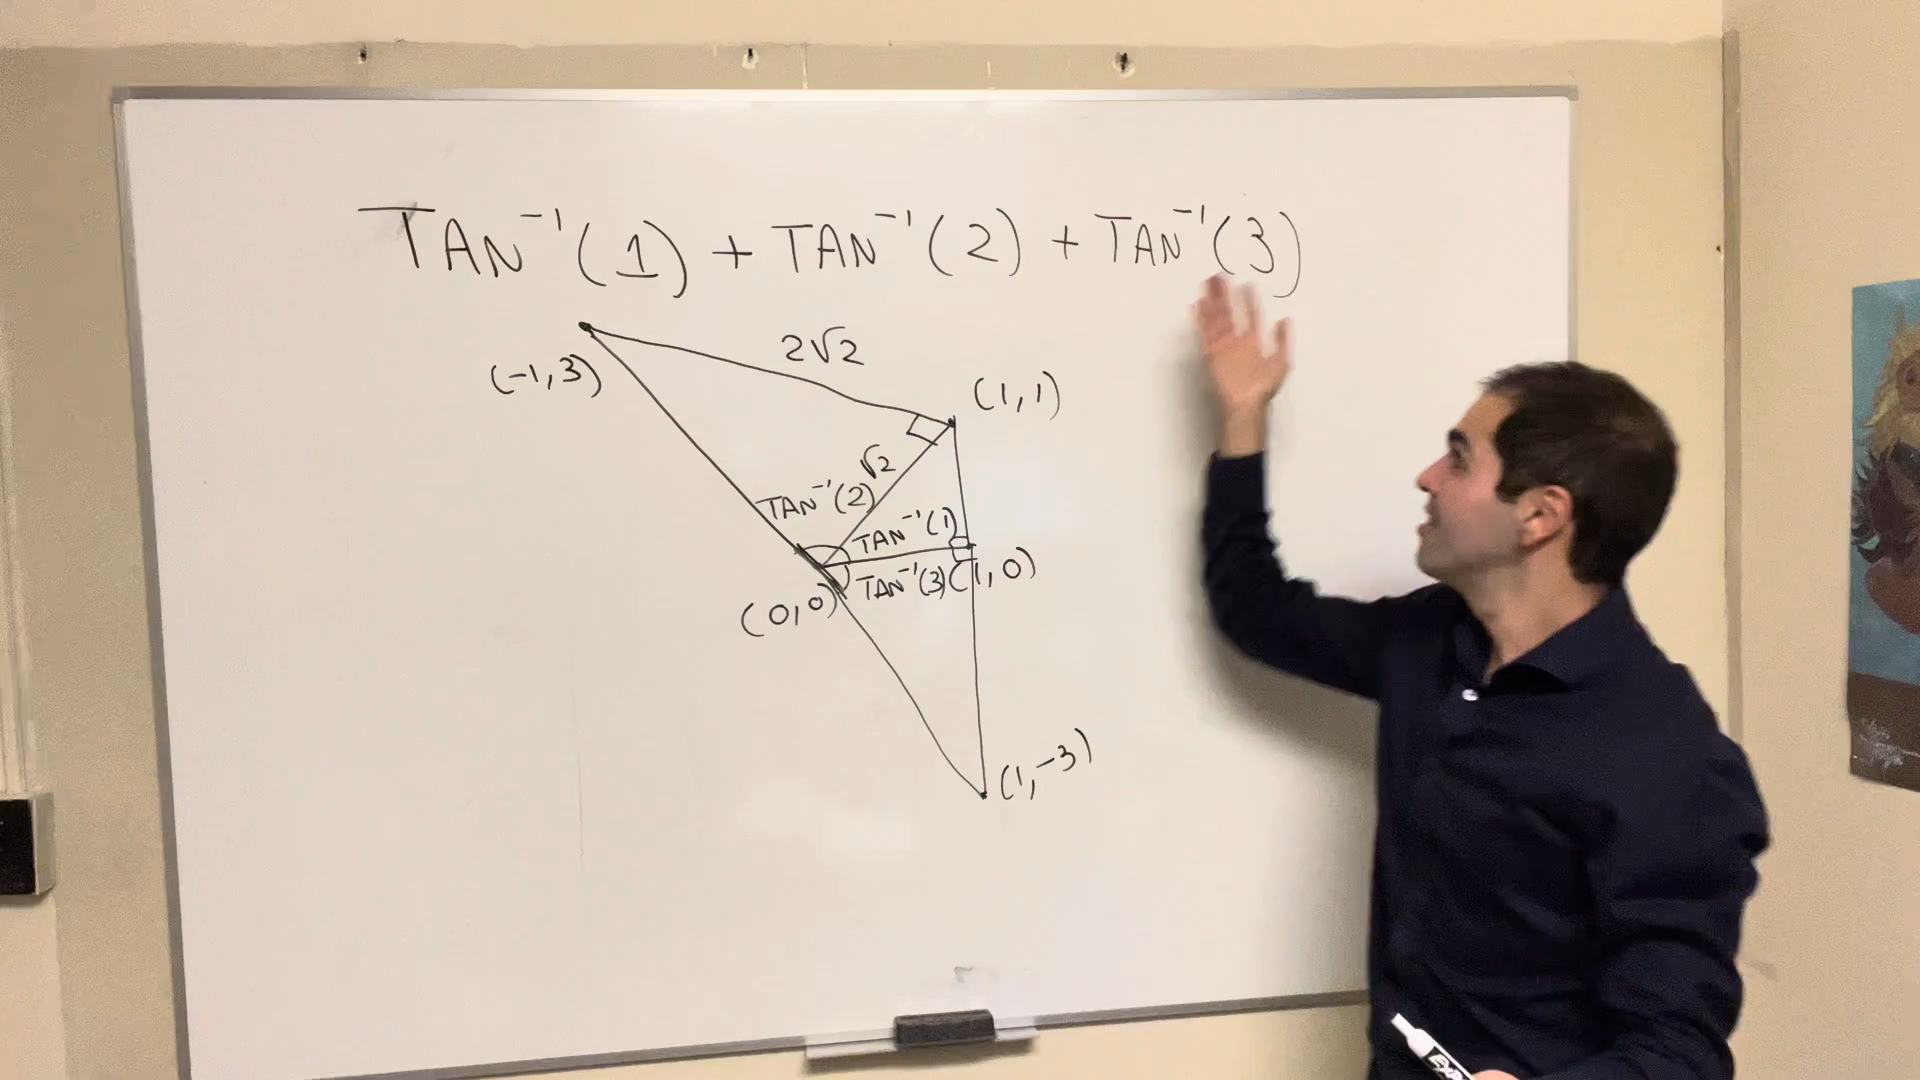 TAN⁻¹(1) + TAN⁻¹(2) + TAN⁻¹(3)
2√2
(-1,3)
(1,1)
√2
TAN⁻¹(2)
TAN⁻¹(1)
TAN⁻¹(3) (1,0)
(0,0)
(1,-3)